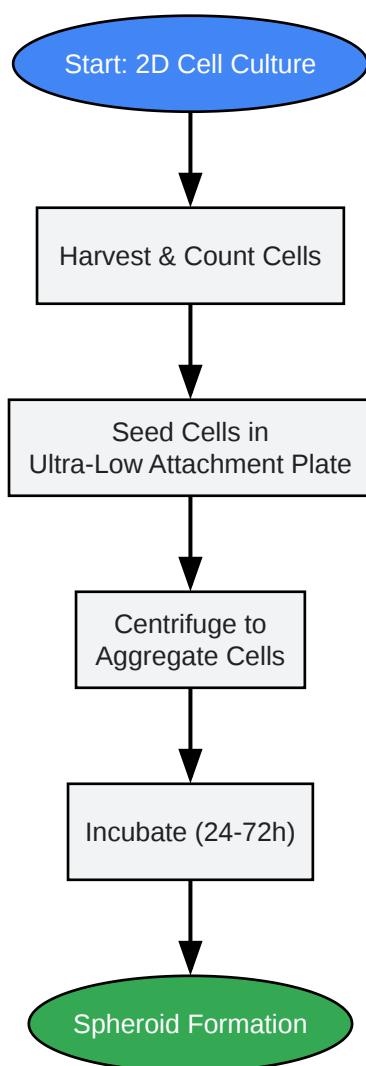 Start: 2D Cell Culture
Harvest & Count Cells
Seed Cells in
Ultra-Low Attachment Plate
Centrifuge to
Aggregate Cells
Incubate (24-72h)
Spheroid Formation